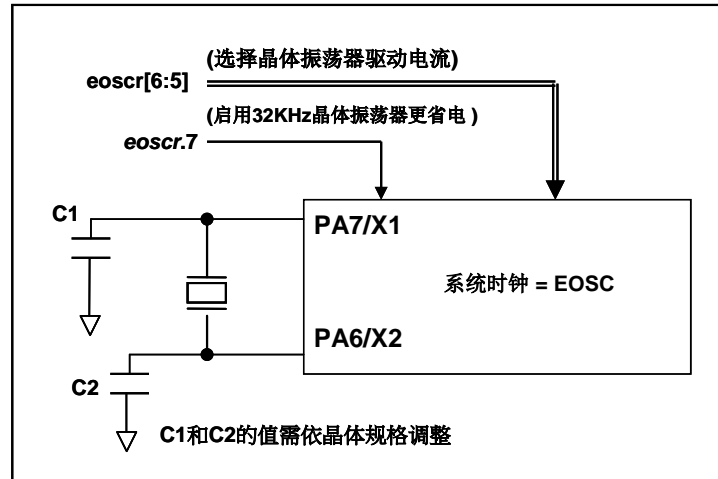 (选择晶体振荡器驱动电流)
eoscr[6:5]
(启用32KHz晶体振荡器更省电 )
eoscr.7
C1
PA7/X1
系统时钟 = EOSC
PA6/X2
C2
C1和C2的值需依晶体规格调整